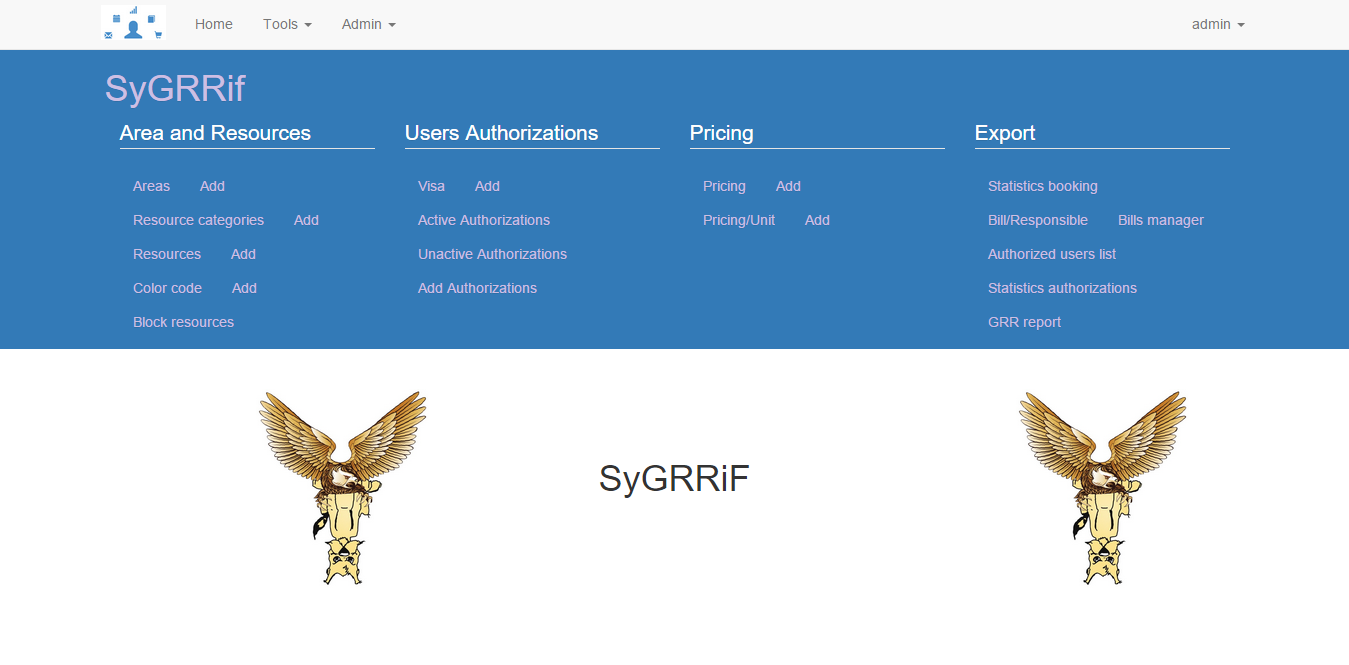 Home Tools Admin admin
SyGRRif
Area and Resources Users Authorizations Pricing Export
Areas Add Visa Add Pricing Add Statistics booking
Resource categories Add Active Authorizations Pricing/Unit Add Bill/Responsible Bills manager
Resources Add Unactive Authorizations Authorized users list
Color code Add Add Authorizations Statistics authorizations
Block resources GRR report
SyGRRiF